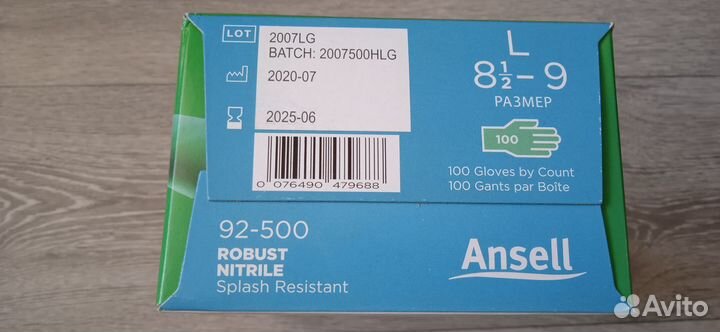 LOT
2007LG
BATCH: 2007500HLG
2020-07
2025-06
0 076490 479688
L
8½-9
РАЗМЕР
100
100 Gloves by Count
100 Gants par Boîte
92-500
ROBUST
NITRILE
Splash Resistant
Ansell
Avito